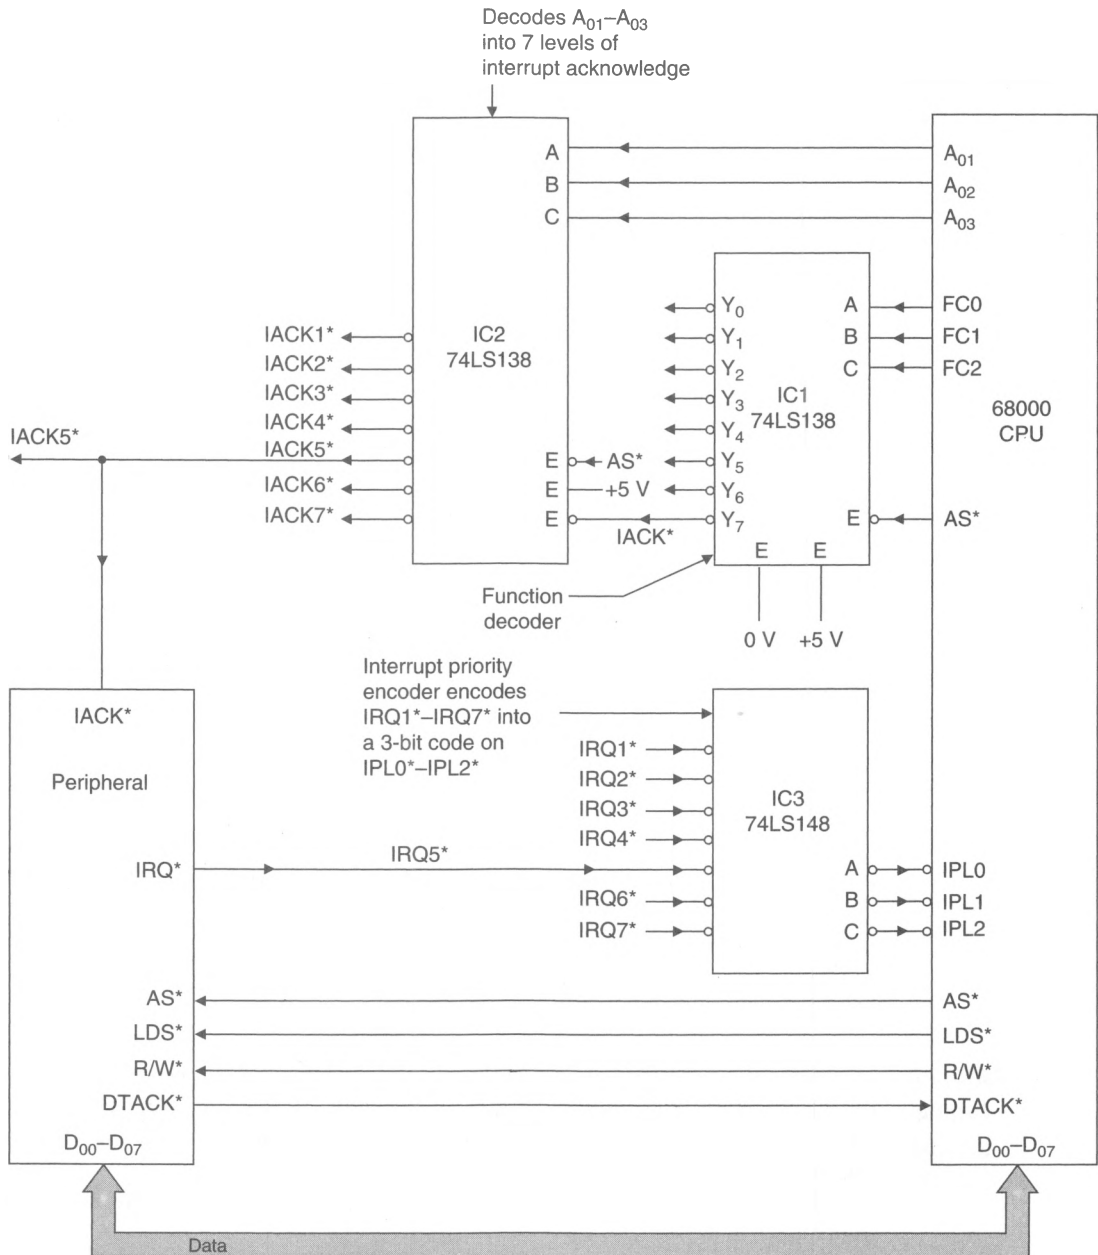 Decodes A01–A03
into 7 levels of
interrupt acknowledge
A
B
C
A01
A02
A03
IC2
74LS138
IACK1*
IACK2*
IACK3*
IACK4*
IACK5*
IACK5*
IACK6*
IACK7*
E
AS*
E
+5 V
E
IACK*
Y0
Y1
Y2
Y3
Y4
Y5
Y6
Y7
A
B
C
IC1
74LS138
E
E
E
0 V
+5 V
FC0
FC1
FC2
68000
CPU
AS*
Function
decoder
Interrupt priority
encoder encodes
IRQ1*–IRQ7* into
a 3-bit code on
IPL0*–IPL2*
IACK*
Peripheral
IRQ*
IRQ5*
IRQ1*
IRQ2*
IRQ3*
IRQ4*
IRQ6*
IRQ7*
IC3
74LS148
A
B
C
IPL0
IPL1
IPL2
AS*
LDS*
R/W*
DTACK*
D00–D07
AS*
LDS*
R/W*
DTACK*
D00–D07
Data